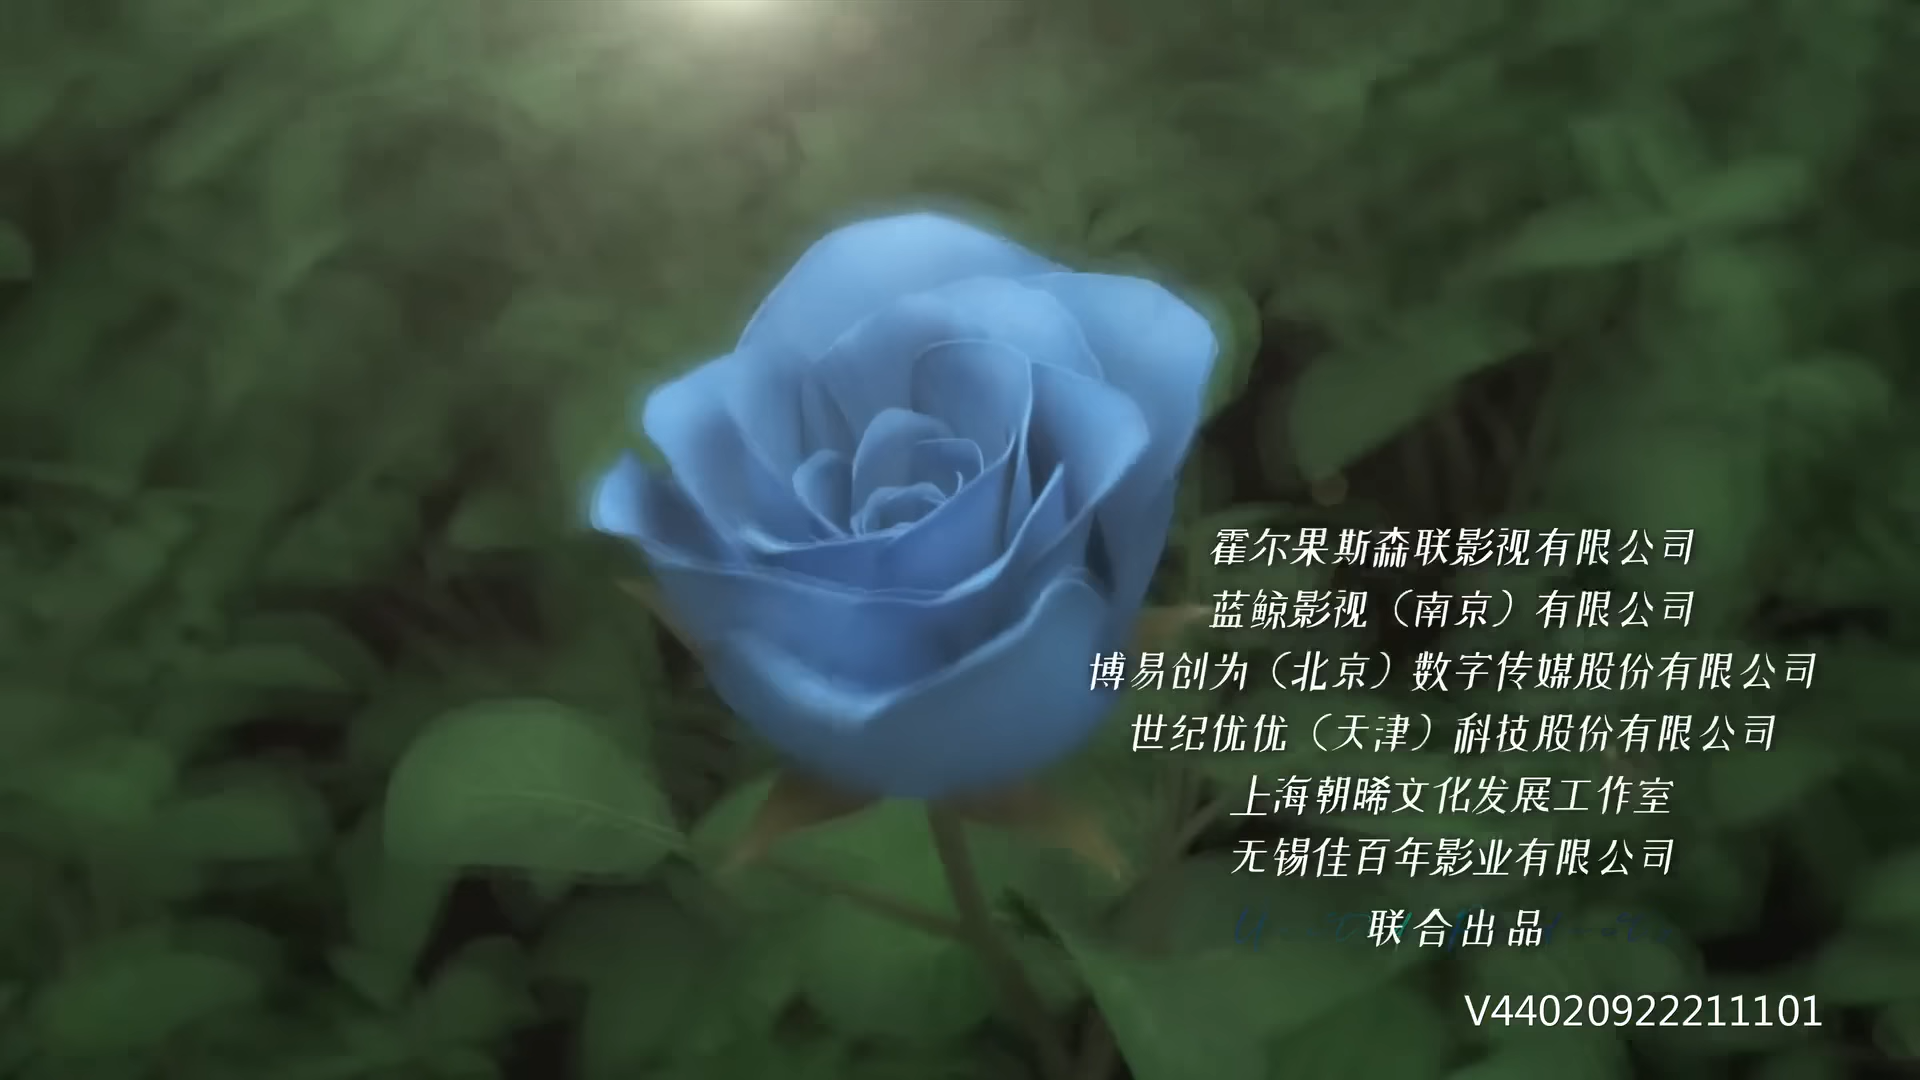 霍尔果斯森联影视有限公司
蓝鲸影视（南京）有限公司
博易创为（北京）数字传媒股份有限公司
世纪优优（天津）科技股份有限公司
上海朝晞文化发展工作室
无锡佳百年影业有限公司
联合出品
V44020922211101